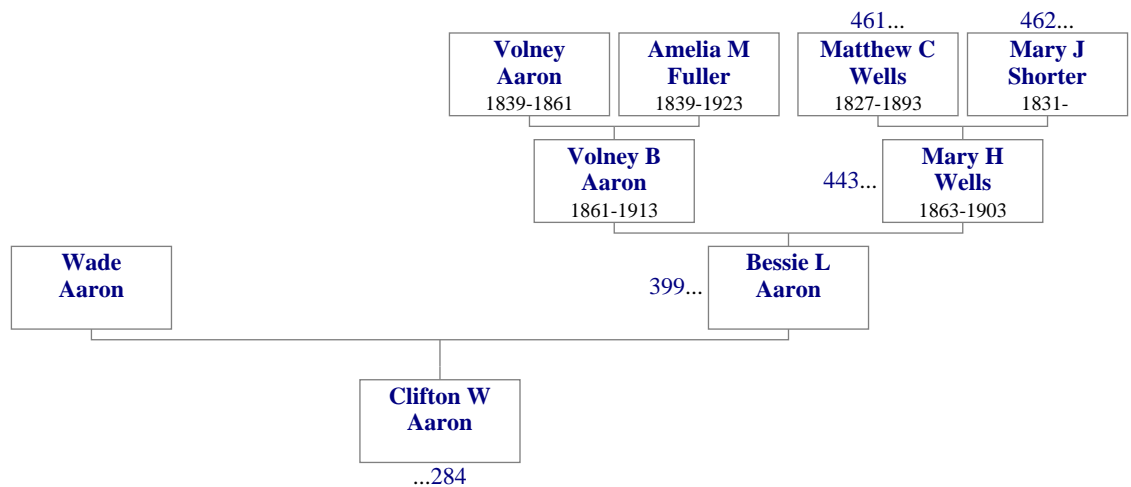 461...
462...
Volney
Aaron
1839-1861
Amelia M
Fuller
1839-1923
Matthew C
Wells
1827-1893
Mary J
Shorter
1831-
Volney B
Aaron
1861-1913
443...
Mary H
Wells
1863-1903
Wade
Aaron
399...
Bessie L
Aaron
Clifton W
Aaron
...284